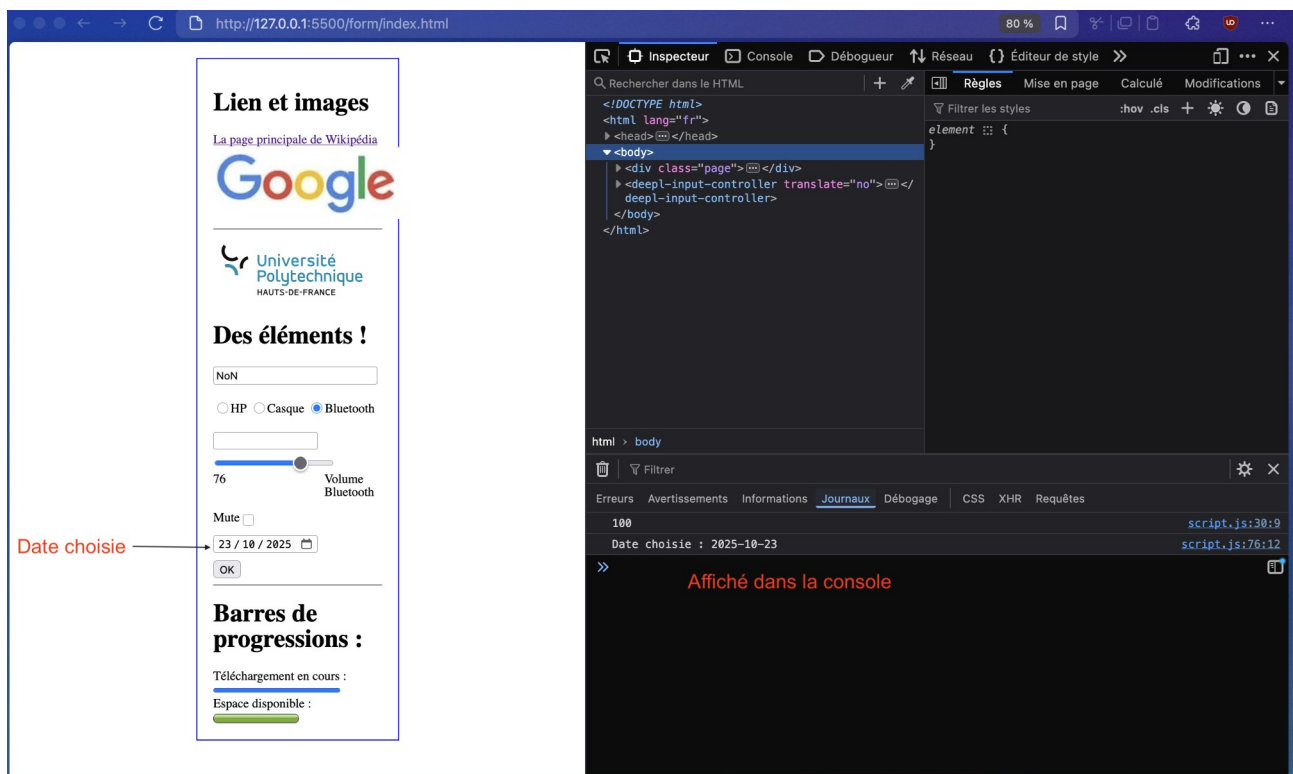 http://127.0.0.1:5500/form/index.html
80 %
Inspecteur Console Débogueur Réseau {} Éditeur de style
Rechercher dans le HTML
Règles Mise en page Calculé Modifications
Filtrer les styles :hov .cls
<!DOCTYPE html>
<html lang="fr">
<head> </head>
<body>
<div class="page"> </div>
<deepl-input-controller translate="no"> </
deepl-input-controller>
</body>
</html>
element {
}
html > body
Filtrer
Erreurs Avertissements Informations Journaux Débogage CSS XHR Requêtes
100 script.js:30:9
Date choisie : 2025-10-23 script.js:76:12
Affiché dans la console
Lien et images
La page principale de Wikipédia
Google
Université
Polytechnique
HAUTS-DE-FRANCE
Des éléments !
NoN
HP Casque Bluetooth
76 Volume
Bluetooth
Mute
Date choisie
23 / 10 / 2025
OK
Barres de
progressions :
Téléchargement en cours :
Espace disponible :